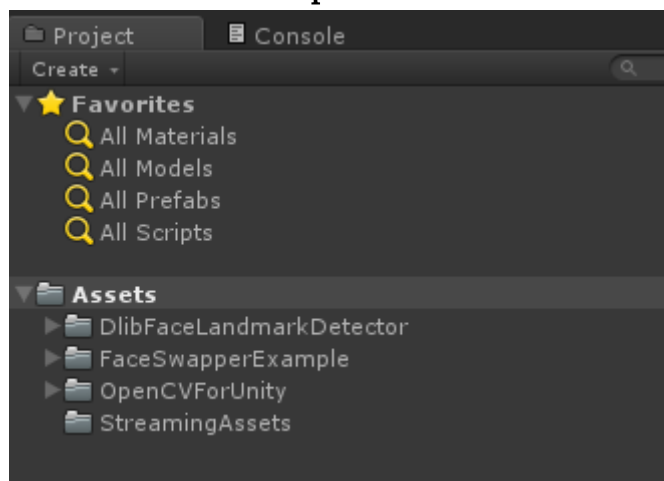 Project
Console
Create
Favorites
All Materials
All Models
All Prefabs
All Scripts
Assets
DlibFaceLandmarkDetector
FaceSwapperExample
OpenCVForUnity
StreamingAssets